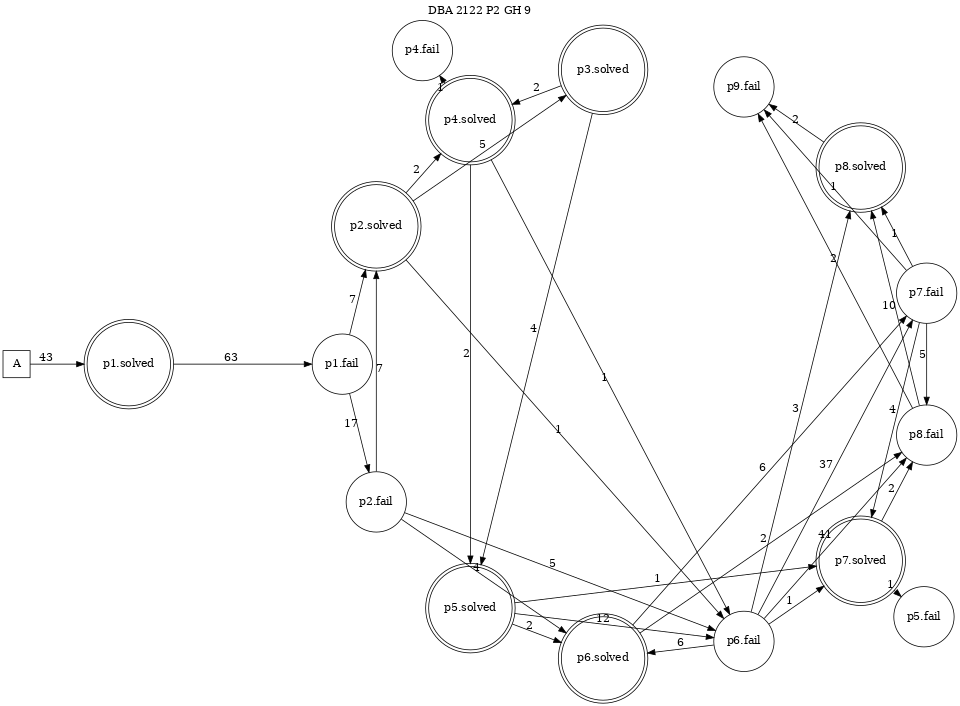 DBA 2122 P2 GH 9
p4.fail
p3.solved
p9.fail
1
2
p4.solved
2
5
p8.solved
2
1
p2.solved
1
2
p7.fail
7
10
4
2
1
5
A
43
p1.solved
63
p1.fail
7
4
3
17
1
p8.fail
6
37
2
p2.fail
2
41
p7.solved
4
5
1
1
1
p5.solved
12
p5.fail
2
6
p6.fail
p6.solved